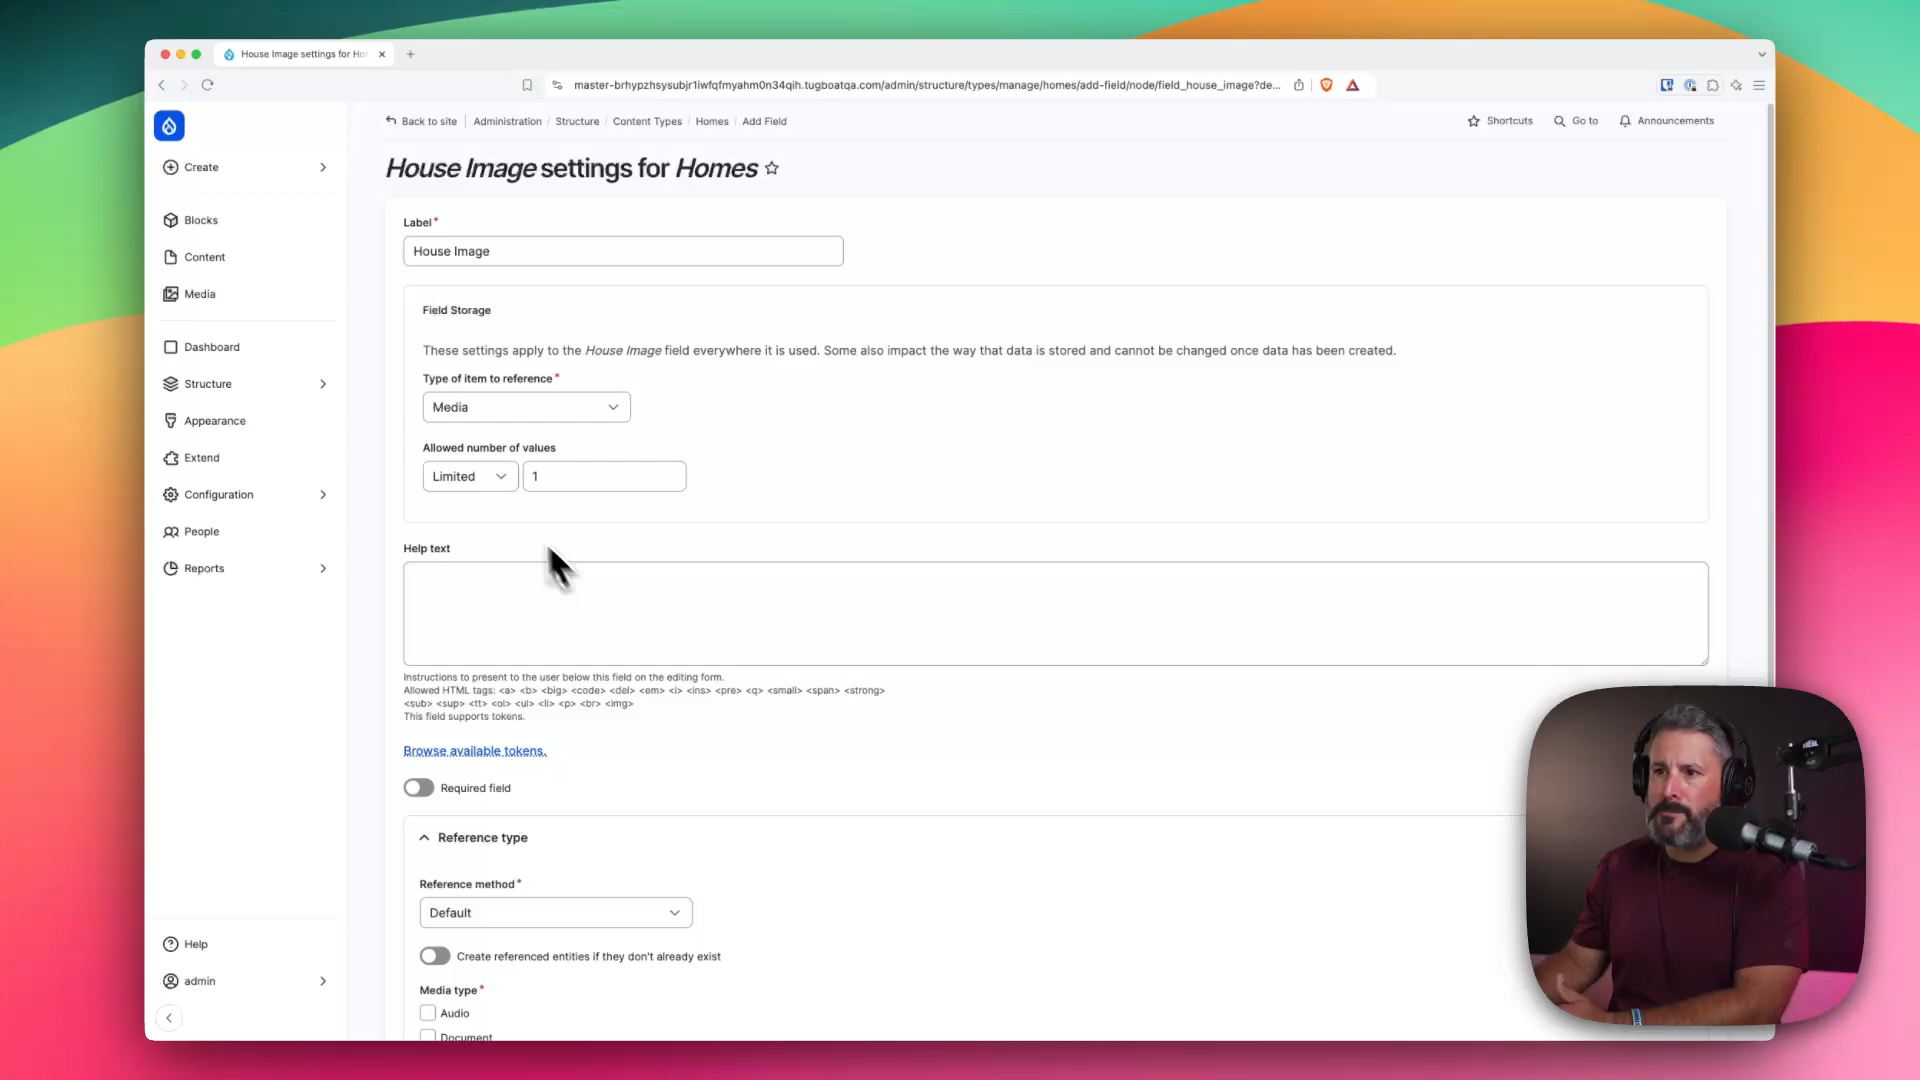 House Image settings for Ho
master-brhypzhsysubjr1iwfqfmyahm0n34qih.tugboatqa.com/admin/structure/types/manage/homes/add-field/node/field_house_image?de...
Back to site
Administration / Structure / Content Types / Homes / Add Field
Shortcuts
Go to
Announcements
Create
Blocks
Content
Media
Dashboard
Structure
Appearance
Extend
Configuration
People
Reports
Help
admin
House Image settings for Homes
Label*
House Image
Field Storage
These settings apply to the House Image field everywhere it is used. Some also impact the way that data is stored and cannot be changed once data has been created.
Type of item to reference*
Media
Allowed number of values
Limited 1
Help text
Instructions to present to the user below this field on the editing form.
Allowed HTML tags: <a> <b> <big> <code> <del> <em> <i> <ins> <pre> <q> <small> <span> <strong>
<sub> <sup> <tt> <ol> <ul> <li> <p> <br> <img>
This field supports tokens.
Browse available tokens.
Required field
Reference type
Reference method*
Default
Create referenced entities if they don't already exist
Media type*
Audio
Document